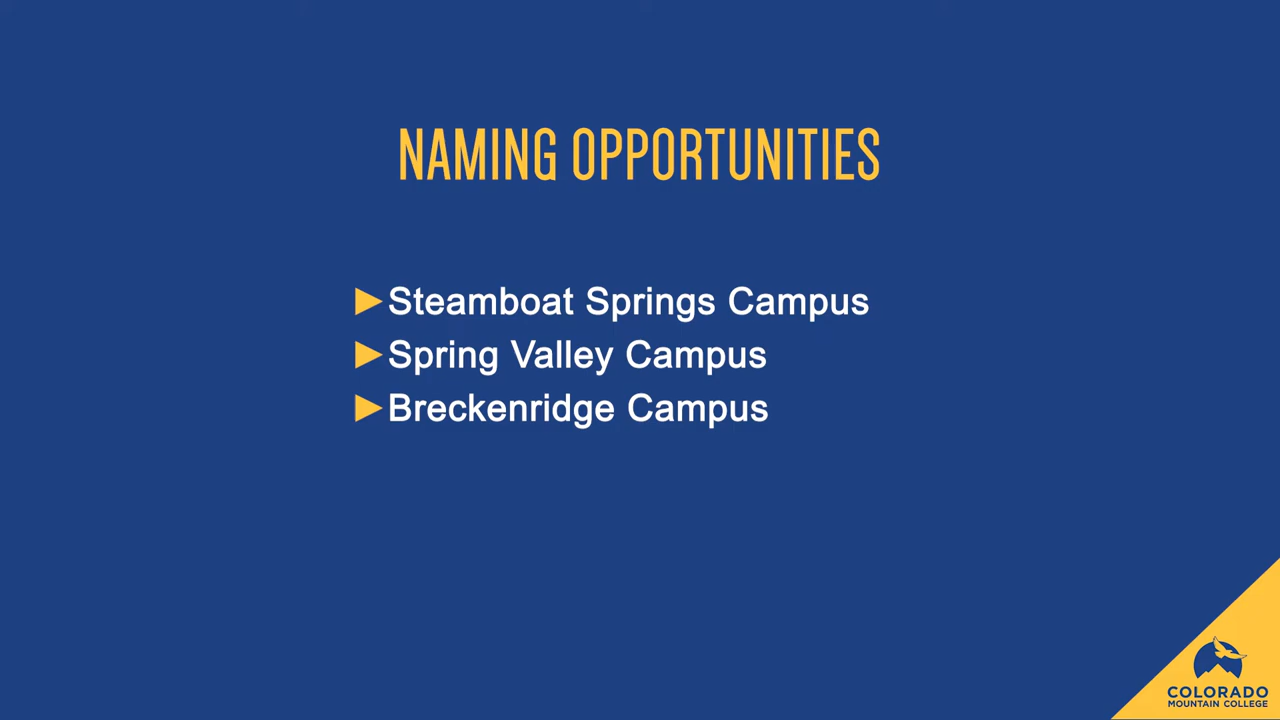 NAMING OPPORTUNITIES
Steamboat Springs Campus
Spring Valley Campus
Breckenridge Campus
COLORADO
MOUNTAIN COLLEGE